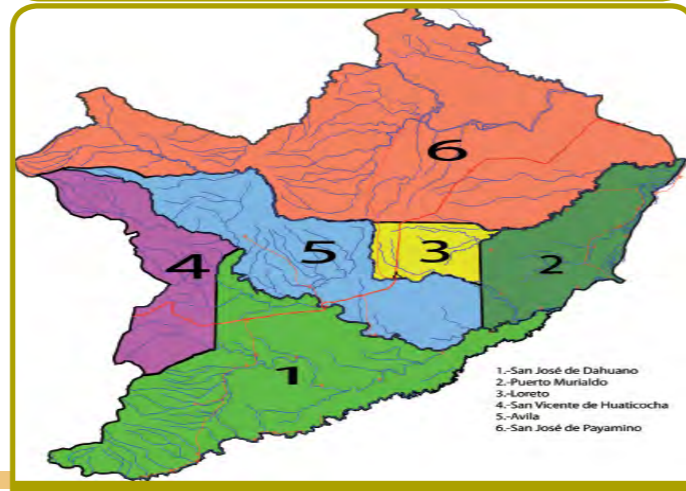 6
5
3
4
2
1
1.-San José de Dahuano
2.-Puerto Murialdo
3.-Loreto
4.-San Vicente de Huaticocha
5.-Avila
6.-San José de Payamino